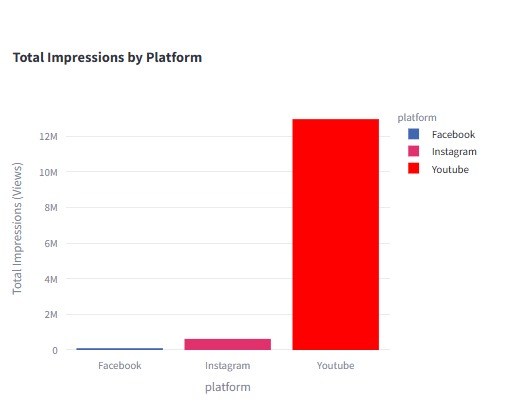 Total Impressions by Platform
platform
Facebook
Instagram
Youtube
Total Impressions (Views)
12M
10M
8M
6M
4M
2M
0
Facebook Instagram Youtube
platform